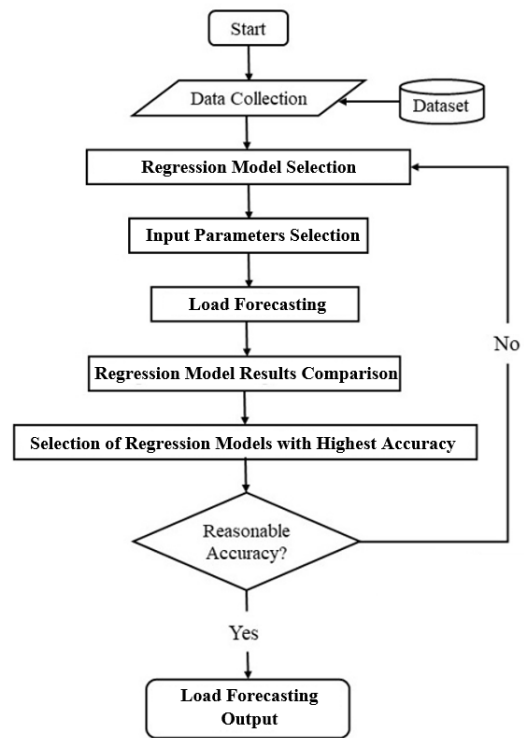 Start
Data Collection
Dataset
Regression Model Selection
Input Parameters Selection
Load Forecasting
No
Regression Model Results Comparison
Selection of Regression Models with Highest Accuracy
Reasonable
Accuracy?
Yes
Load Forecasting
Output